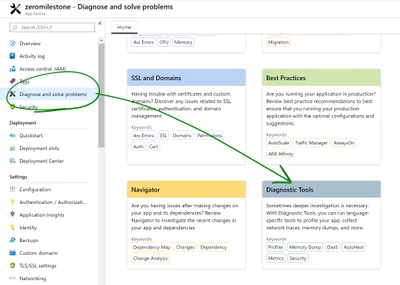 zeromilestone - Diagnose and solve problems
App Service
Search (Ctrl+/)
Overview
Activity log
Access control (IAM)
Tags
Diagnose and solve problems
Security
Deployment
Quickstart
Deployment slots
Deployment Center
Settings
Configuration
Authentication / Authorizatio...
Application Insights
Identity
Backups
Custom domains
TLS/SSL settings
Networking
Home
4xx Errors CPU Memory
Migration
SSL and Domains
Having trouble with certificates and custom
domains? Discover any issues related to SSL
certificates, authentication, and domain
management.
Keywords
4xx Errors SSL Domains Permissions
Auth Cert
Best Practices
Are you running your application in production?
Review best practice recommendations to best
ensure that you running your production
application with the optimal configurations and
suggestions.
Keywords
AutoScale Traffic Manager AlwaysOn
ARR Affinity
Navigator
Are you having issues after making changes on
your app and its dependencies? Review
Navigator to investigate the recent changes in
your app and dependencies.
Keywords
Dependency Map Changes Dependency
Change Analysis
Diagnostic Tools
Sometimes deeper investigation is necessary.
With Diagnostic Tools, you can run language-
specific tools to profile your app, collect
network traces, memory dumps, and more.
Keywords
Profiler Memory Dump DaaS AutoHeal
Metrics Security